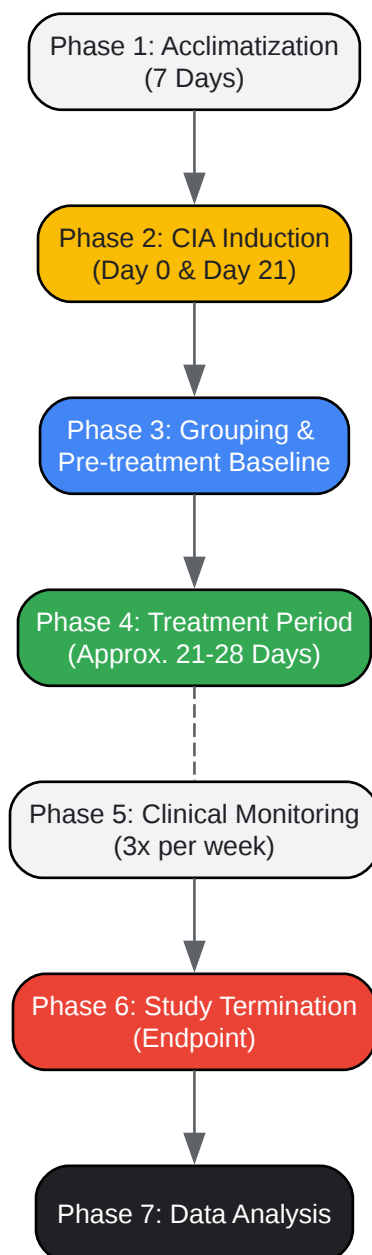 Phase 1: Acclimatization
(7 Days)
Phase 2: CIA Induction
(Day 0 & Day 21)
Phase 3: Grouping &
Pre-treatment Baseline
Phase 4: Treatment Period
(Approx. 21-28 Days)
Phase 5: Clinical Monitoring
(3x per week)
Phase 6: Study Termination
(Endpoint)
Phase 7: Data Analysis